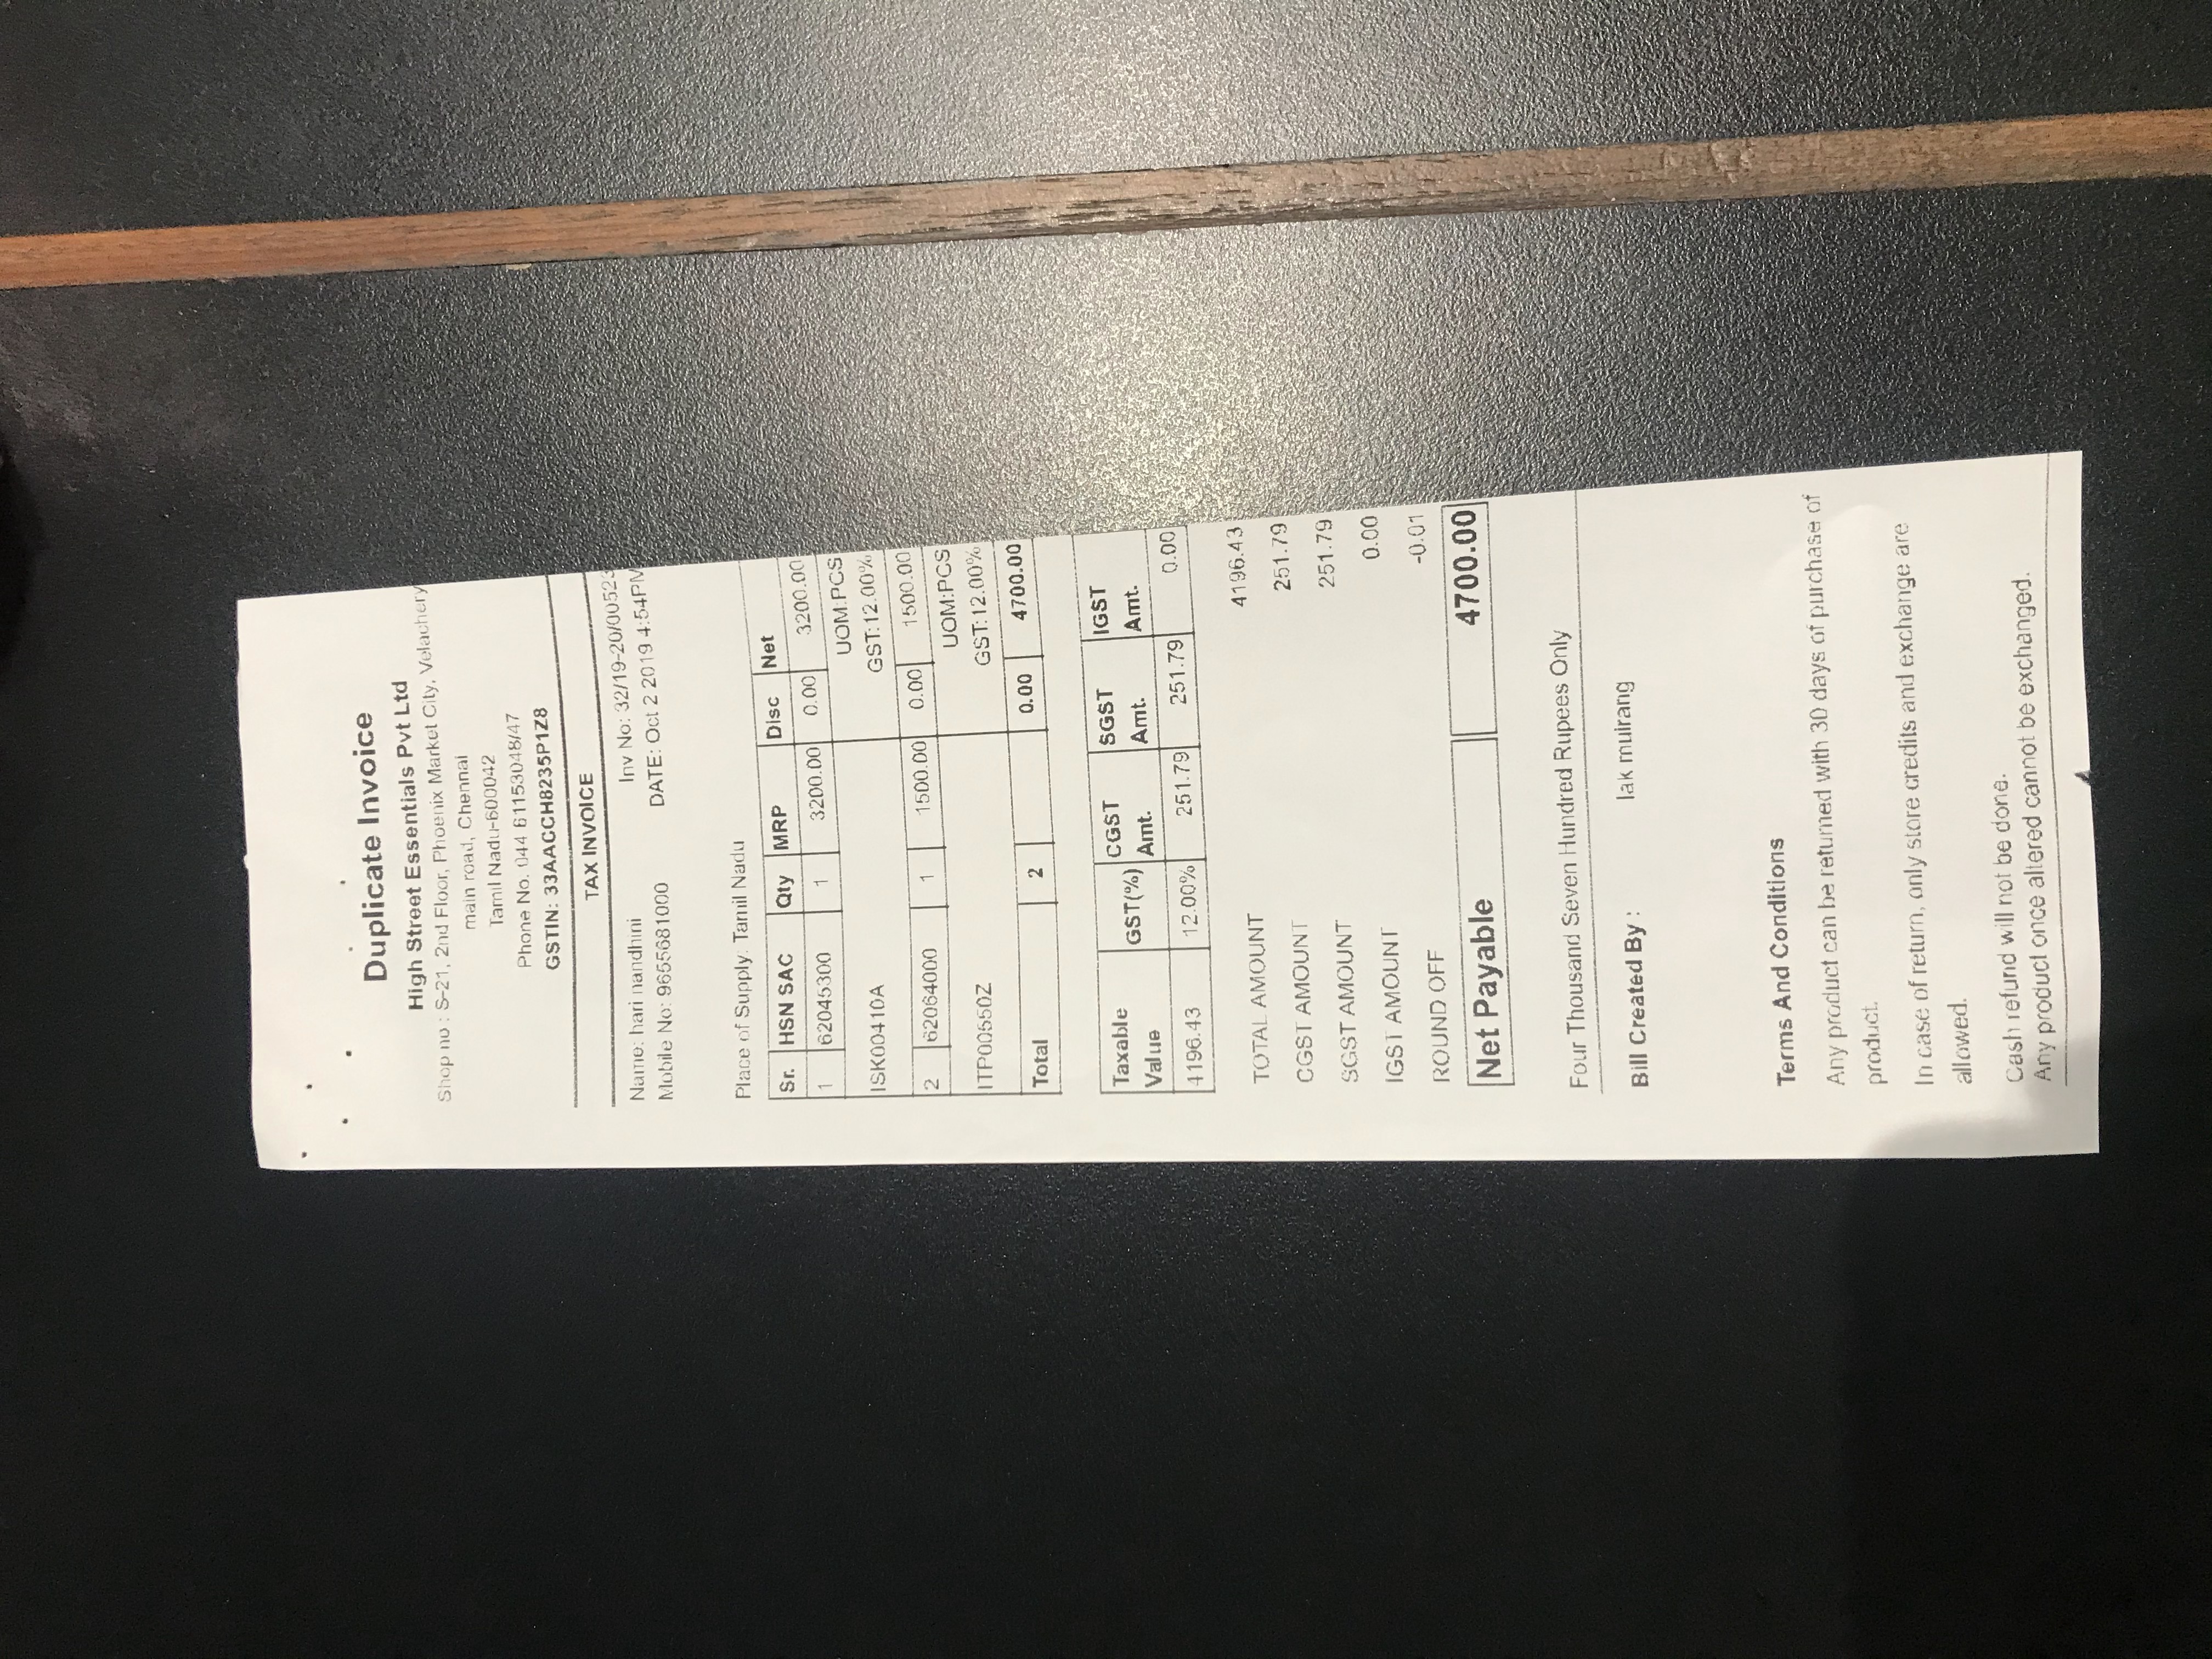 Duplicate Invoice
High Street Essentials Pvt Ltd
Shop no : S-21, 2nd Floor, Phoenix Market City, Velachery
main road, Chennai
Tamil Nadu-600042
Phone No. 044 61153048/47
GSTIN: 33AACCH8235P1Z8
TAX INVOICE
Name: hari nandhini Inv No: 32/19-20/00523
Mobile No: 9655681000 DATE: Oct 2 2019 4:54PM
Place of Supply: Tamil Nadu
Sr. HSN SAC Qty MRP Disc Net
1 62045300 1 3200.00 0.00 3200.00
UOM:PCS
ISK00410A GST:12.00%
2 62064000 1 1500.00 0.00 1500.00
UOM:PCS
ITP00550Z GST:12.00%
Total 2 0.00 4700.00
Taxable Value GST(%) CGST Amt. SGST Amt. IGST Amt.
4196.43 12.00% 251.79 251.79 0.00
TOTAL AMOUNT 4196.43
CGST AMOUNT 251.79
SGST AMOUNT 251.79
IGST AMOUNT 0.00
ROUND OFF -0.01
Net Payable 4700.00
Four Thousand Seven Hundred Rupees Only
Bill Created By : lak muirang
Terms And Conditions
Any product can be returned with 30 days of purchase of
product.
In case of return, only store credits and exchange are
allowed.
Cash refund will not be done.
Any product once altered cannot be exchanged.